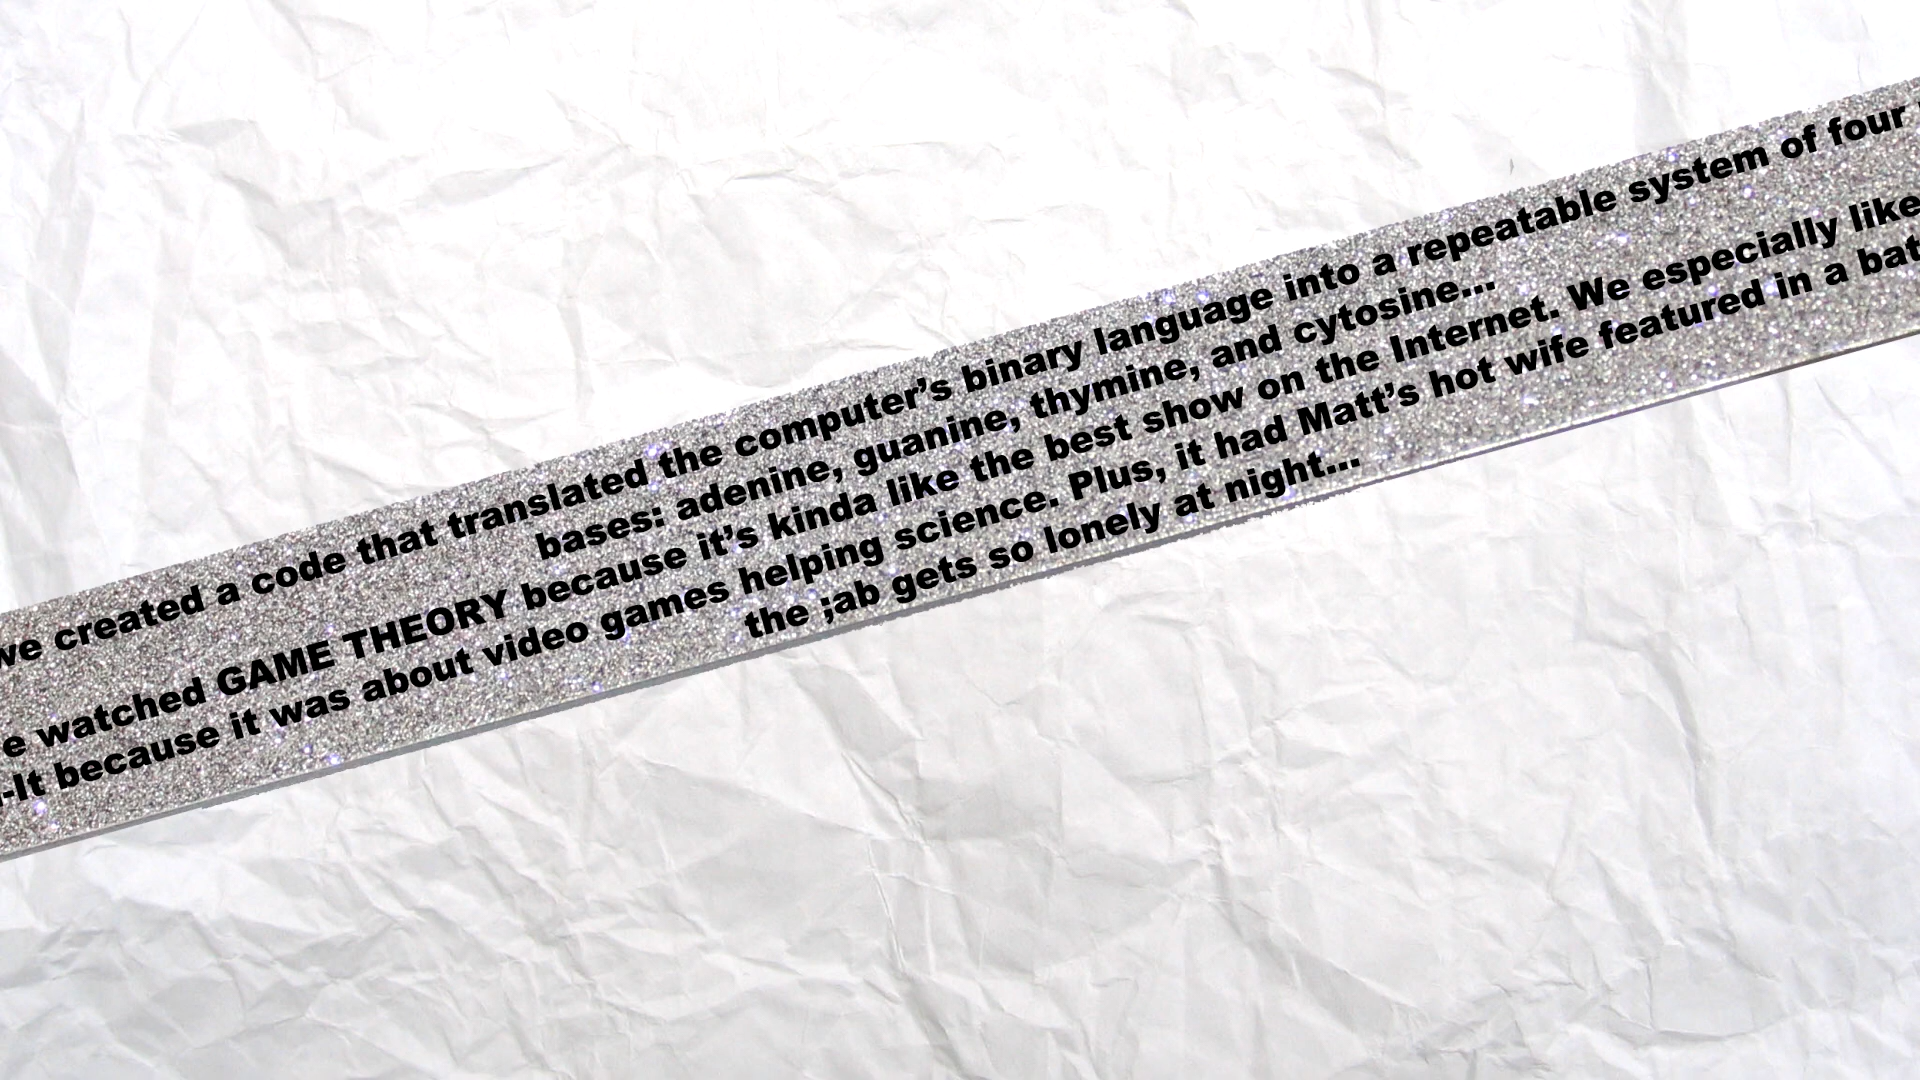 we created a code that translated the computer’s binary language into a repeatable system of four
bases: adenine, guanine, thymine, and cytosine...
watched GAME THEORY because it’s kinda like the best show on the Internet. We especially like
because it was about video games helping science. Plus, it had Matt’s hot wife featured in a
the ;ab gets so lonely at night...